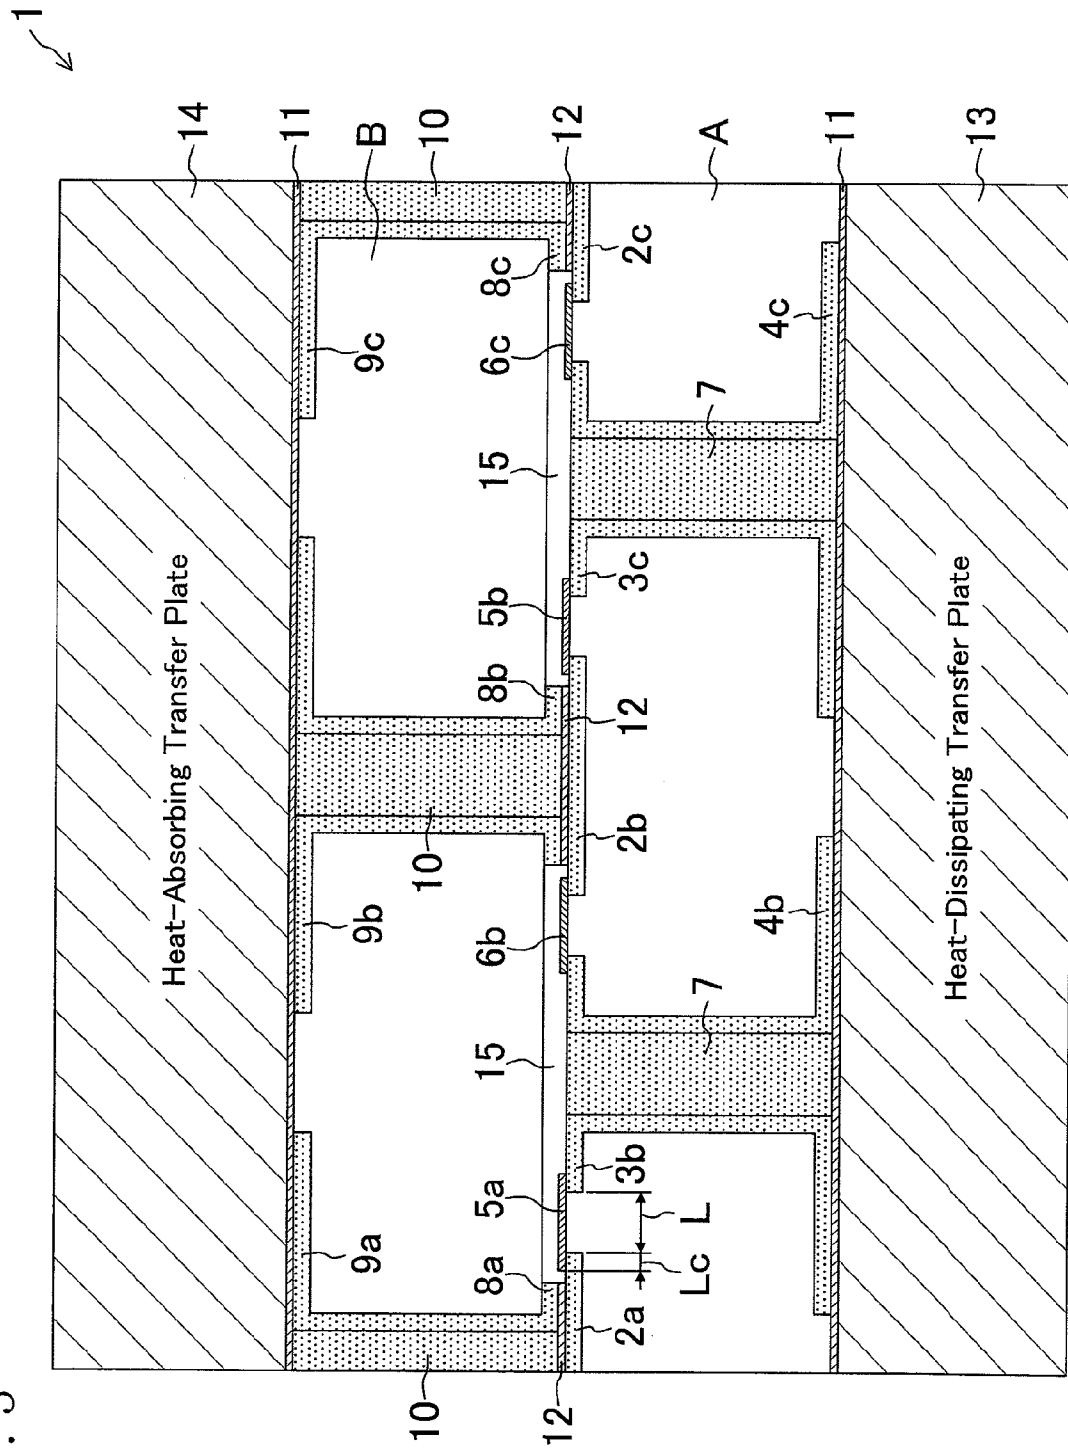 . 3
1
Heat-Absorbing Transfer Plate
14
11
9a
9b
9c
B
10
10
10
8a
5a
15
6b
8b
5b
15
6c
8c
12
12
2a
3b
2b
12
3c
2c
Lc
L
7
7
A
4b
4c
11
Heat-Dissipating Transfer Plate
13